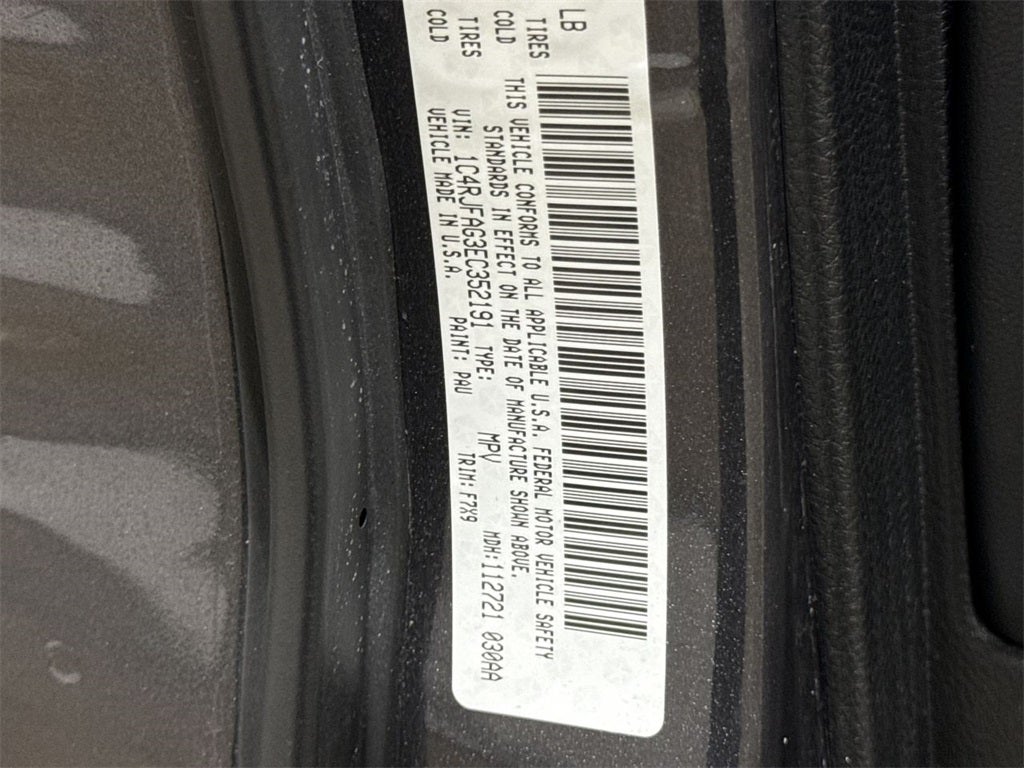 LB
TIRES COLD
TIRES COLD
THIS VEHICLE CONFORMS TO ALL APPLICABLE U.S.A. FEDERAL MOTOR VEHICLE SAFETY
STANDARDS IN EFFECT ON THE DATE OF MANUFACTURE SHOWN ABOVE.
VIN: 1C4RJFAG3EC352191 TYPE: MPV MDH:112721 030AA
VEHICLE MADE IN U.S.A. PAINT: PAU TRIM: F7X9